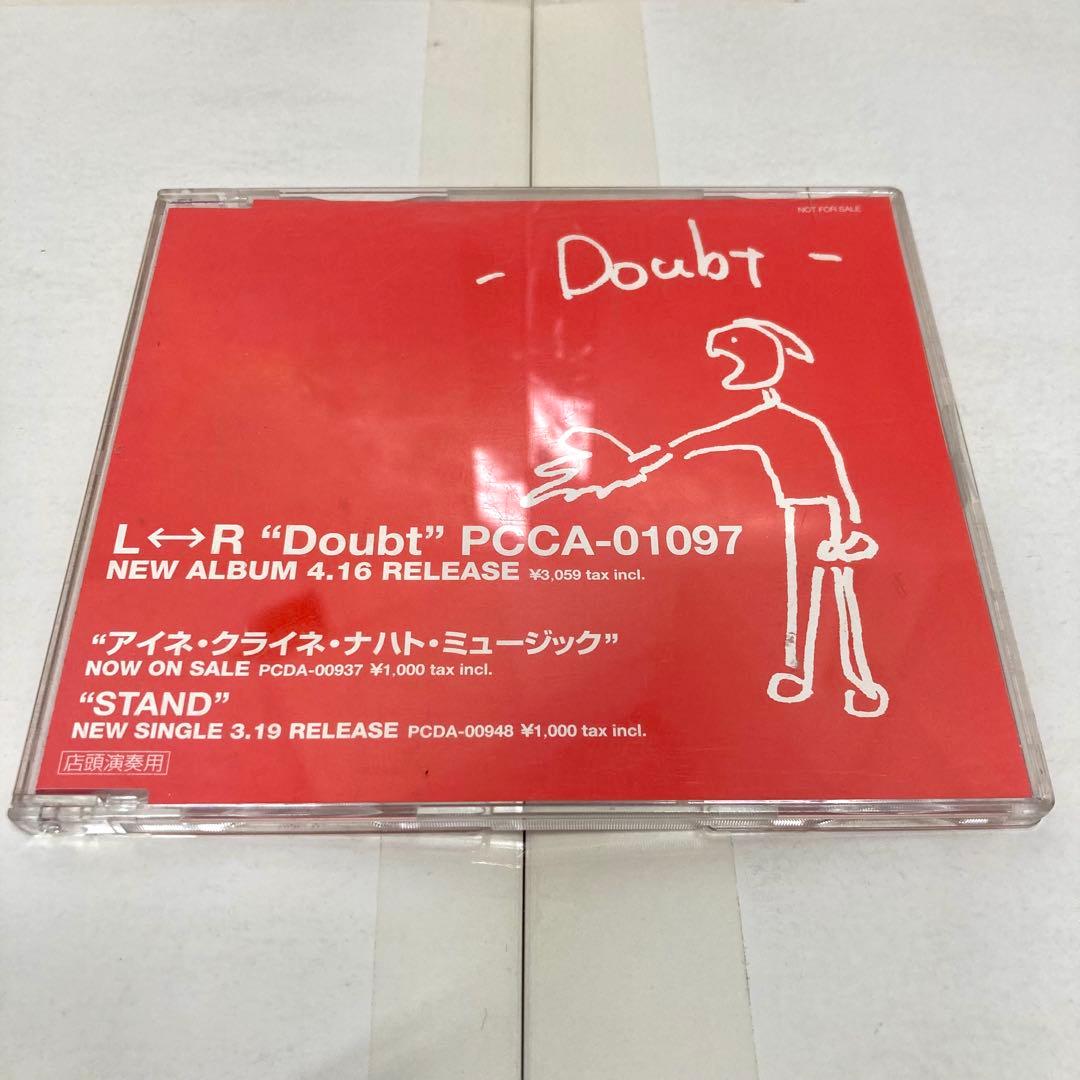 NOT FOR SALE
- Doubt -
L↔R “Doubt” PCCA-01097
NEW ALBUM 4.16 RELEASE ¥3,059 tax incl.
“アイネ・クライネ・ナハト・ミュージック”
NOW ON SALE PCDA-00937 ¥1,000 tax incl.
“STAND”
NEW SINGLE 3.19 RELEASE PCDA-00948 ¥1,000 tax incl.
店頭演奏用